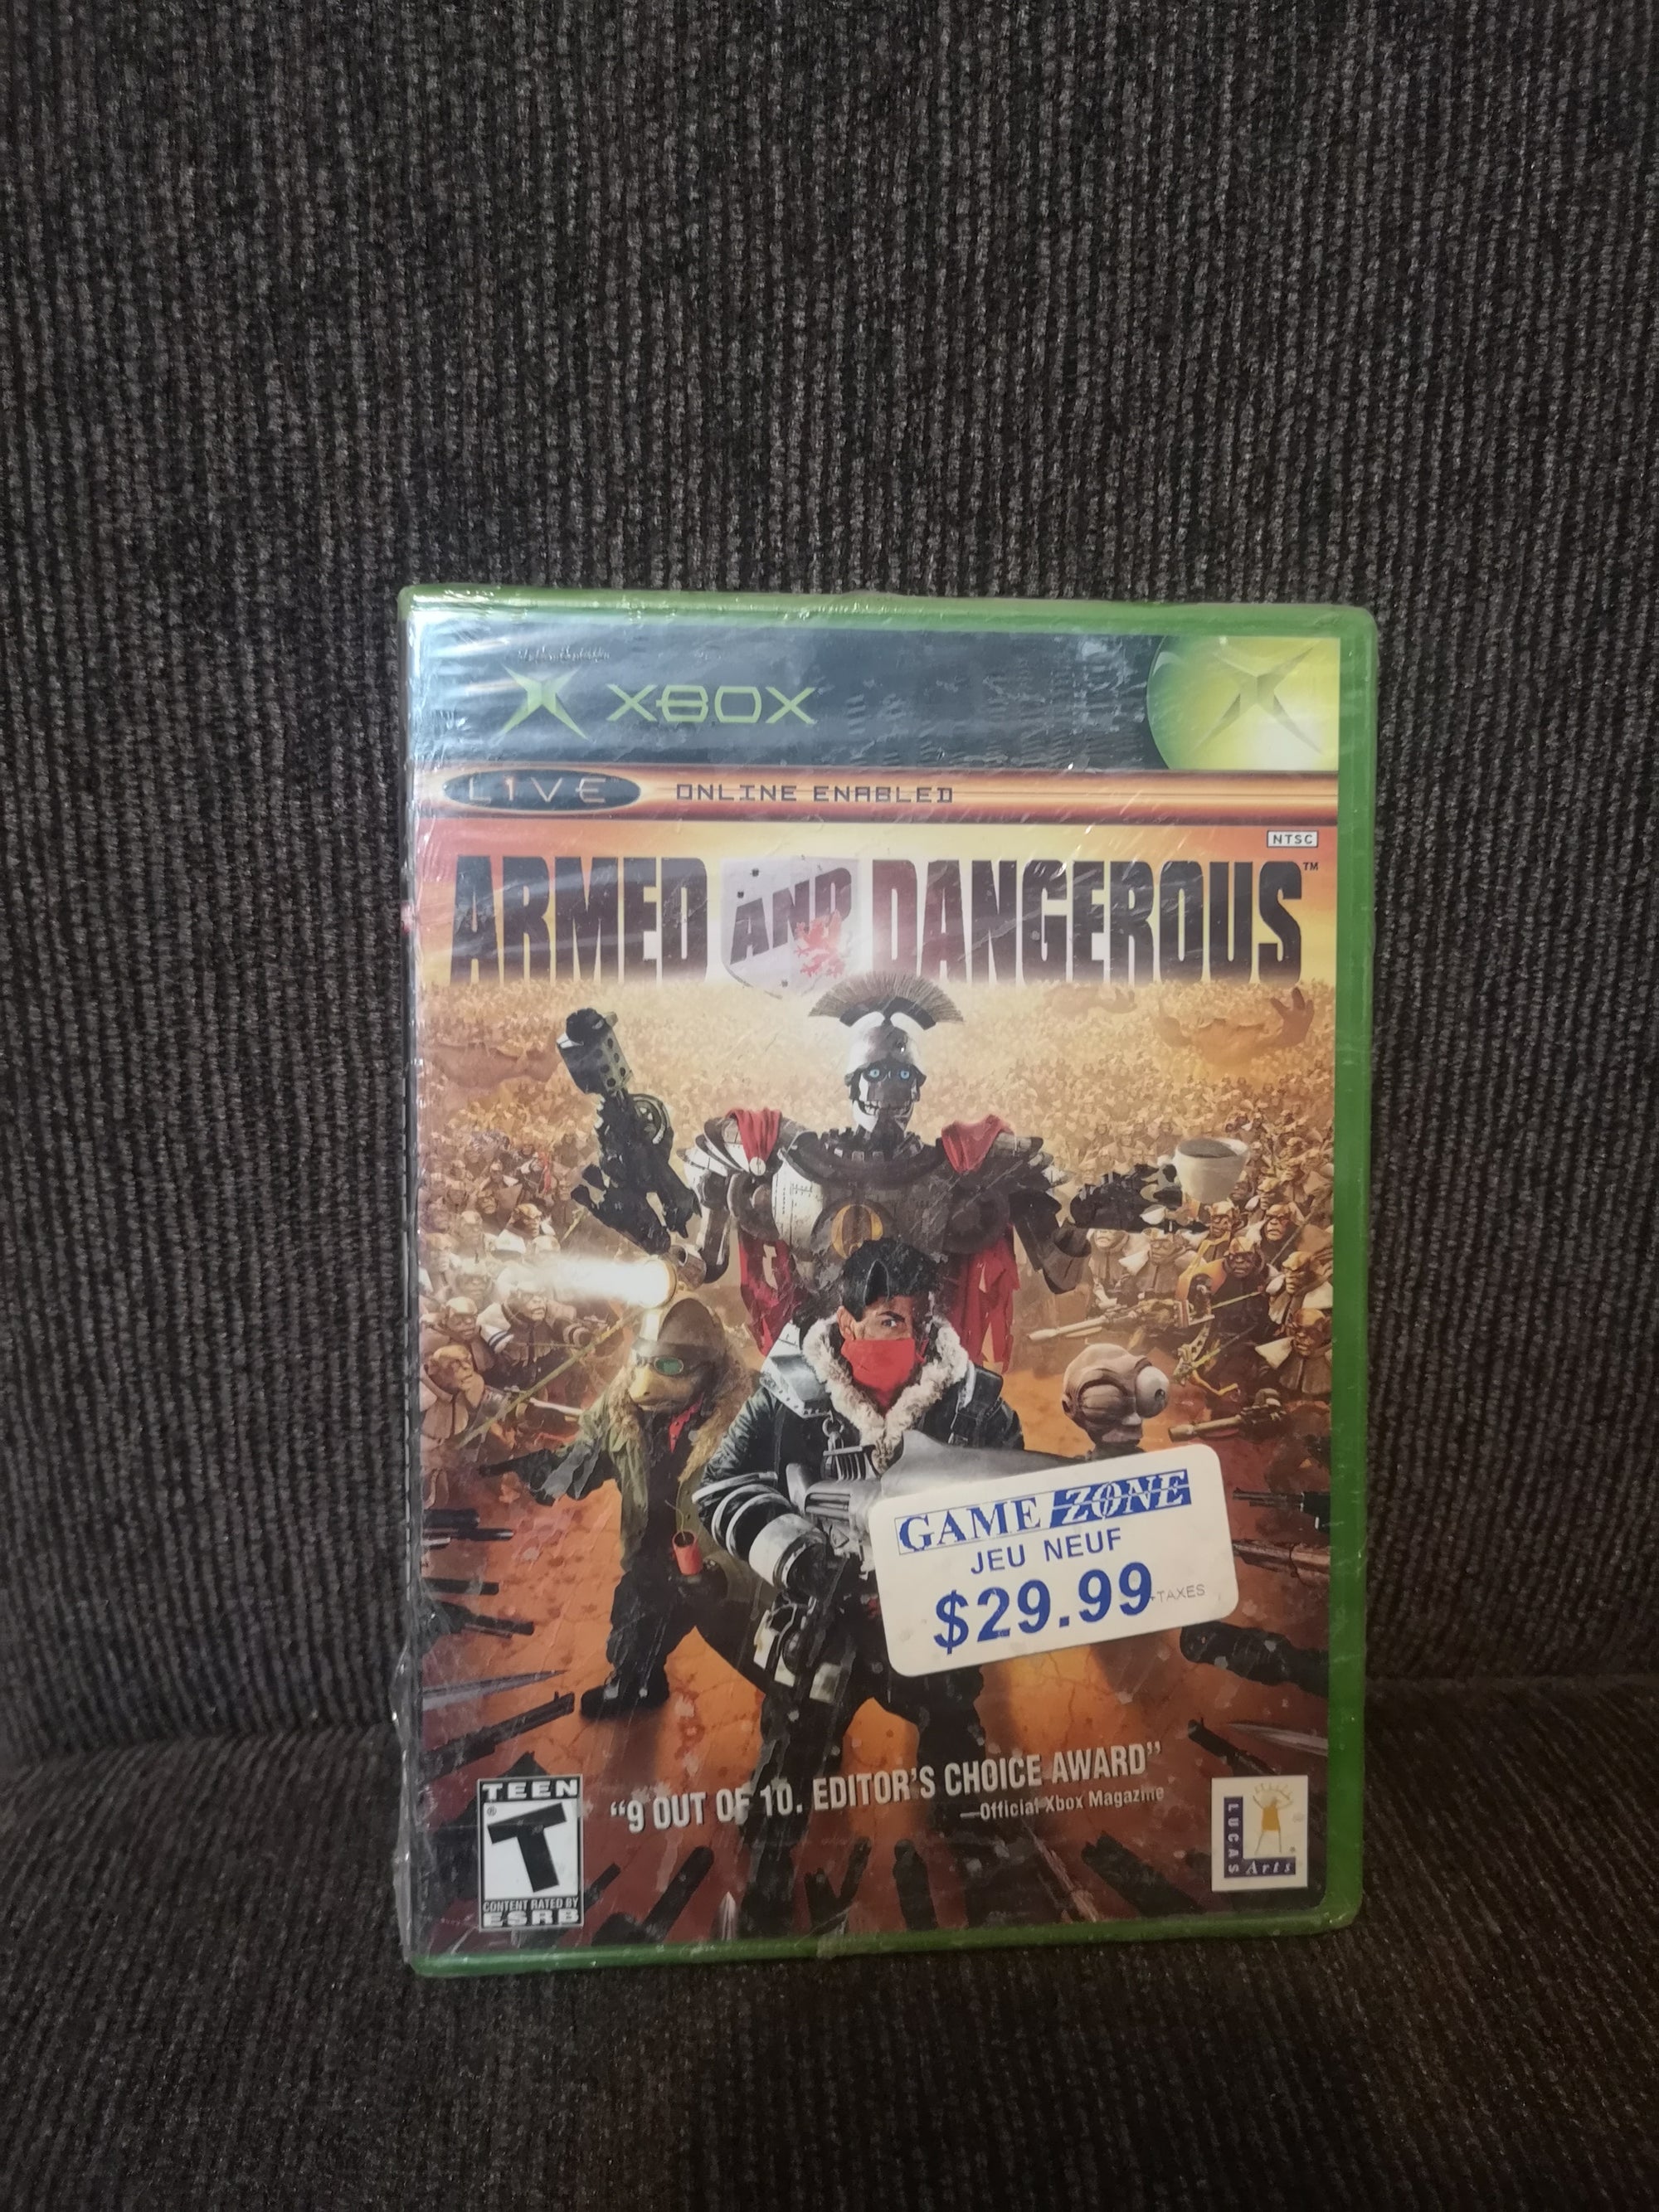 XBOX
LIVE ONLINE ENABLED
NTSC
ARMED AND DANGEROUS™
GAME ZONE
JEU NEUF
$29.99 +TAXES
"9 OUT OF 10. EDITOR'S CHOICE AWARD"
—Official Xbox Magazine
TEEN
T
®
CONTENT RATED BY
ESRB
LUCAS
Arts